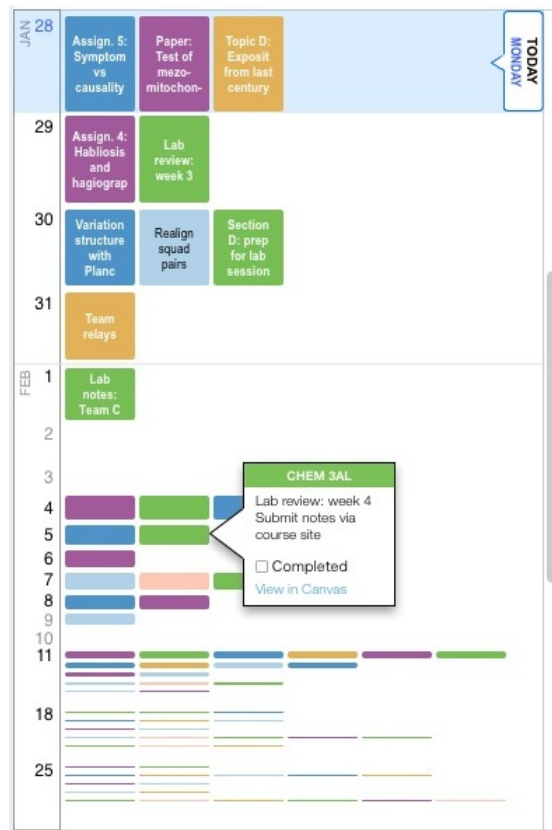 JAN 28
Assign. 5:
Symptom
vs
causality
Paper:
Test of
mezo-
mitochon-
Topic D:
Exposit
from last
century
TODAY
MONDAY
29
Assign. 4:
Habliosis
and
hagiograp
Lab
review:
week 3
30
Variation
structure
with
Planc
Realign
squad
pairs
Section
D: prep
for lab
session
31
Team
relays
FEB 1
Lab
notes:
Team C
2
3
4
5
6
7
8
9
10
11
18
25
CHEM 3AL
Lab review: week 4
Submit notes via
course site
Completed
View in Canvas